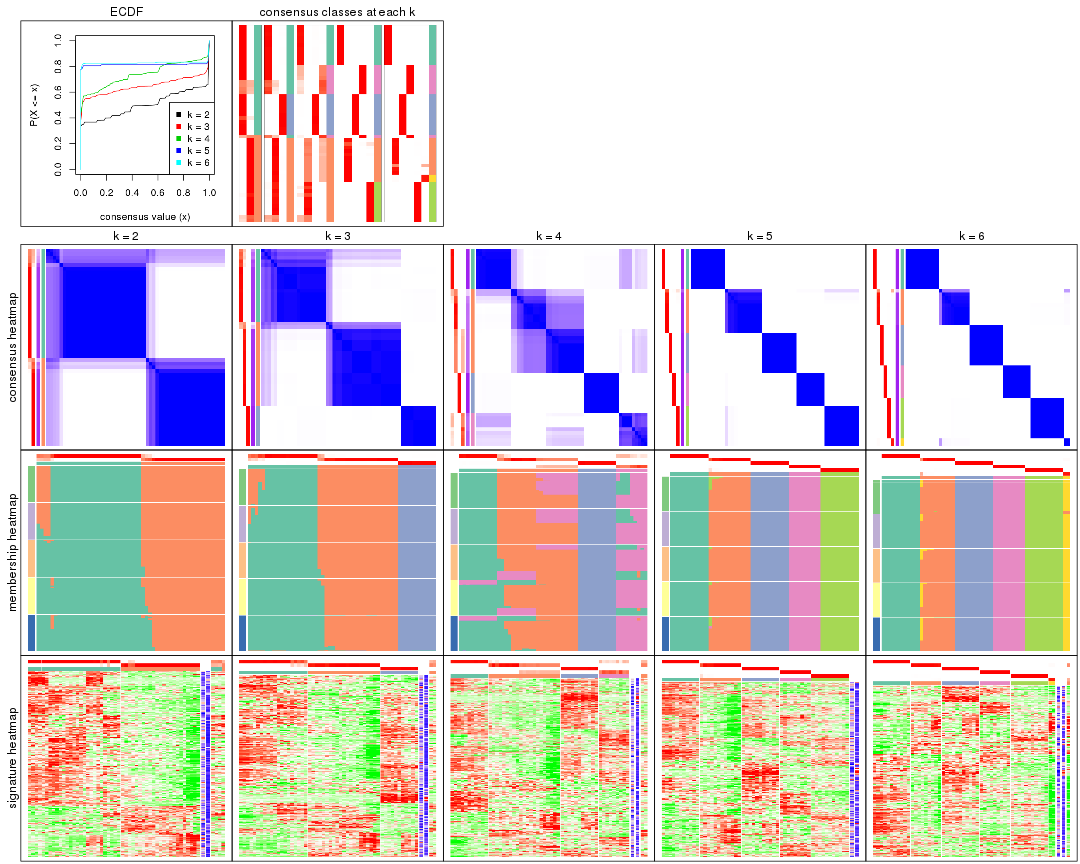 ECDF
consensus classes at each k
P(X <= x)
0.0
0.2
0.4
0.6
0.8
1.0
k = 2
k = 3
k = 4
k = 5
k = 6
0.0 0.2 0.4 0.6 0.8 1.0
consensus value (x)
k = 2
k = 3
k = 4
k = 5
k = 6
consensus heatmap
membership heatmap
signature heatmap